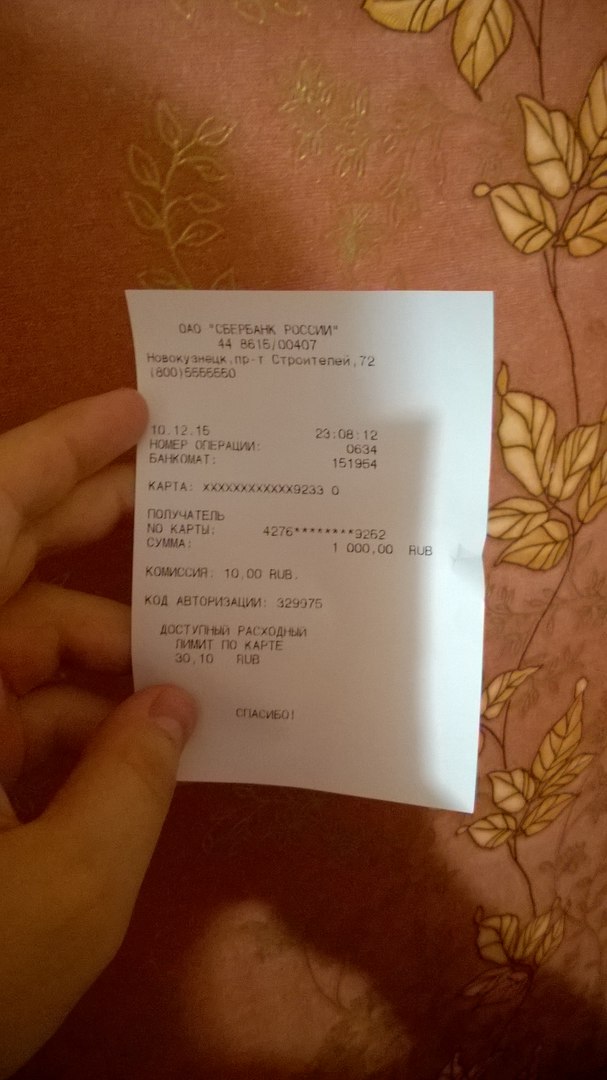 ОАО "СБЕРБАНК РОССИИ"
44 8615/00407
Новокузнецк,пр-т Строителей,72
(800)5555550
10.12.15 23:08:12
НОМЕР ОПЕРАЦИИ: 0634
БАНКОМАТ: 151954
КАРТА: XXXXXXXXXXXX9233 0
ПОЛУЧАТЕЛЬ
NO КАРТЫ: 4276********9262
СУММА: 1 000,00 RUB
КОМИССИЯ: 10,00 RUB.
КОД АВТОРИЗАЦИИ: 329975
ДОСТУПНЫЙ РАСХОДНЫЙ
ЛИМИТ ПО КАРТЕ
30,10 RUB
СПАСИБО!